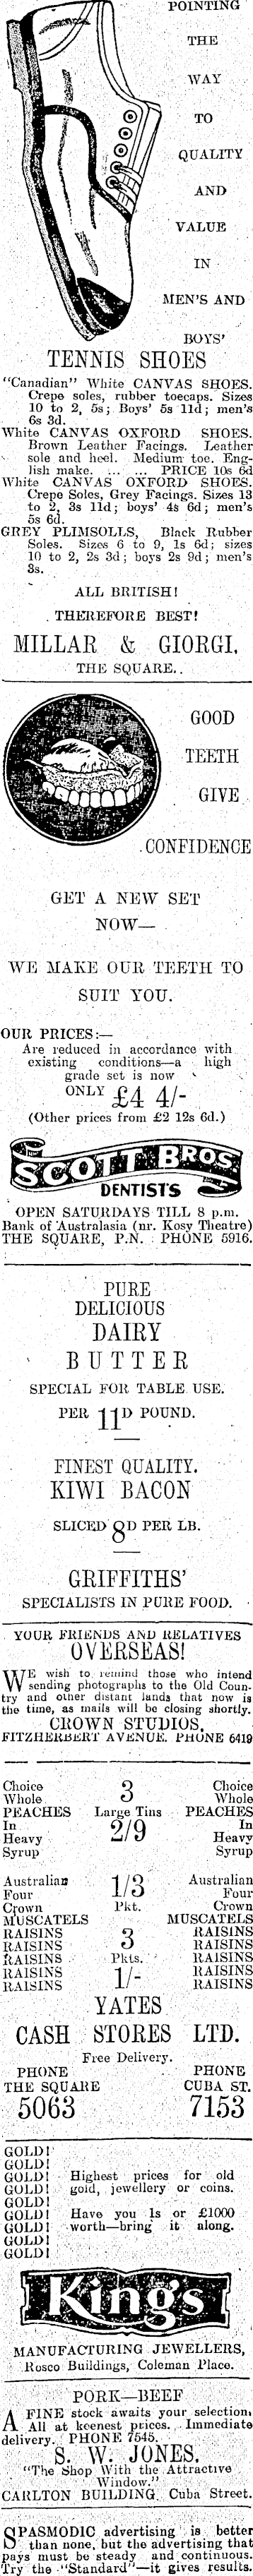 POINTING
THE
WAY
TO
QUALITY
AND
VALUE
IN
MEN'S AND
BOYS'
TENNIS SHOES
"Canadian" White CANVAS SHOES.
Crepe soles, rubber toecaps. Sizes
10 to 2, 5s; Boys' 5s 11d; men's
6s 3d.
White CANVAS OXFORD SHOES.
Brown Leather Facings. Leather
sole and heel. Medium toe. Eng-
lish make. ... ... PRICE 10s 6d
White CANVAS OXFORD SHOES.
Crepe Soles, Grey Facings. Sizes 13
to 2, 3s 11d; boys' 4s 6d; men's
5s 6d.
GREY PLIMSOLLS, Black Rubber
Soles. Sizes 6 to 9, 1s 6d; sizes
10 to 2, 2s 3d; boys 2s 9d; men's
3s.
ALL BRITISH!
THEREFORE BEST!
MILLAR & GIORGI.
THE SQUARE.
GOOD
TEETH
GIVE
CONFIDENCE
GET A NEW SET
NOW—
WE MAKE OUR TEETH TO
SUIT YOU.
OUR PRICES:—
Are reduced in accordance with
existing conditions—a high
grade set is now
ONLY £4 4/-
(Other prices from £2 12s 6d.)
SCOTT BROS
DENTISTS
OPEN SATURDAYS TILL 8 p.m.
Bank of Australasia (nr. Kosy Theatre)
THE SQUARE, P.N. PHONE 5916.
PURE
DELICIOUS
DAIRY
BUTTER
SPECIAL FOR TABLE USE.
PER 11D POUND.
FINEST QUALITY.
KIWI BACON
SLICED 8D PER LB.
GRIFFITHS'
SPECIALISTS IN PURE FOOD.
YOUR FRIENDS AND RELATIVES
OVERSEAS!
WE wish to remind those who intend
sending photographs to the Old Coun-
try and other distant lands that now is
the time, as mails will be closing shortly.
CROWN STUDIOS,
FITZHERBERT AVENUE. PHONE 6419
Choice 3 Choice
Whole Whole
PEACHES Large Tins PEACHES
In 2/9 In
Heavy Heavy
Syrup Syrup
Australian 1/3 Australian
Four Four
Crown Pkt. Crown
MUSCATELS MUSCATELS
RAISINS 3 RAISINS
RAISINS RAISINS
RAISINS Pkts. RAISINS
RAISINS 1/- RAISINS
RAISINS RAISINS
YATES
CASH STORES LTD.
Free Delivery.
PHONE PHONE
THE SQUARE CUBA ST.
5063 7153
GOLD!
GOLD!
GOLD! Highest prices for old
GOLD! gold, jewellery or coins.
GOLD!
GOLD! Have you 1s or £1000
GOLD! worth—bring it along.
GOLD!
GOLD!
King's
MANUFACTURING JEWELLERS,
Rosco Buildings, Coleman Place.
PORK—BEEF
A FINE stock awaits your selection,
All at keenest prices. Immediate
delivery. PHONE 7545.
S. W. JONES.
"The Shop With the Attractive
Window."
CARLTON BUILDING. Cuba Street.
SPASMODIC advertising is better
than none, but the advertising that
pays must be steady and continuous.
Try the "Standard"—it gives results.